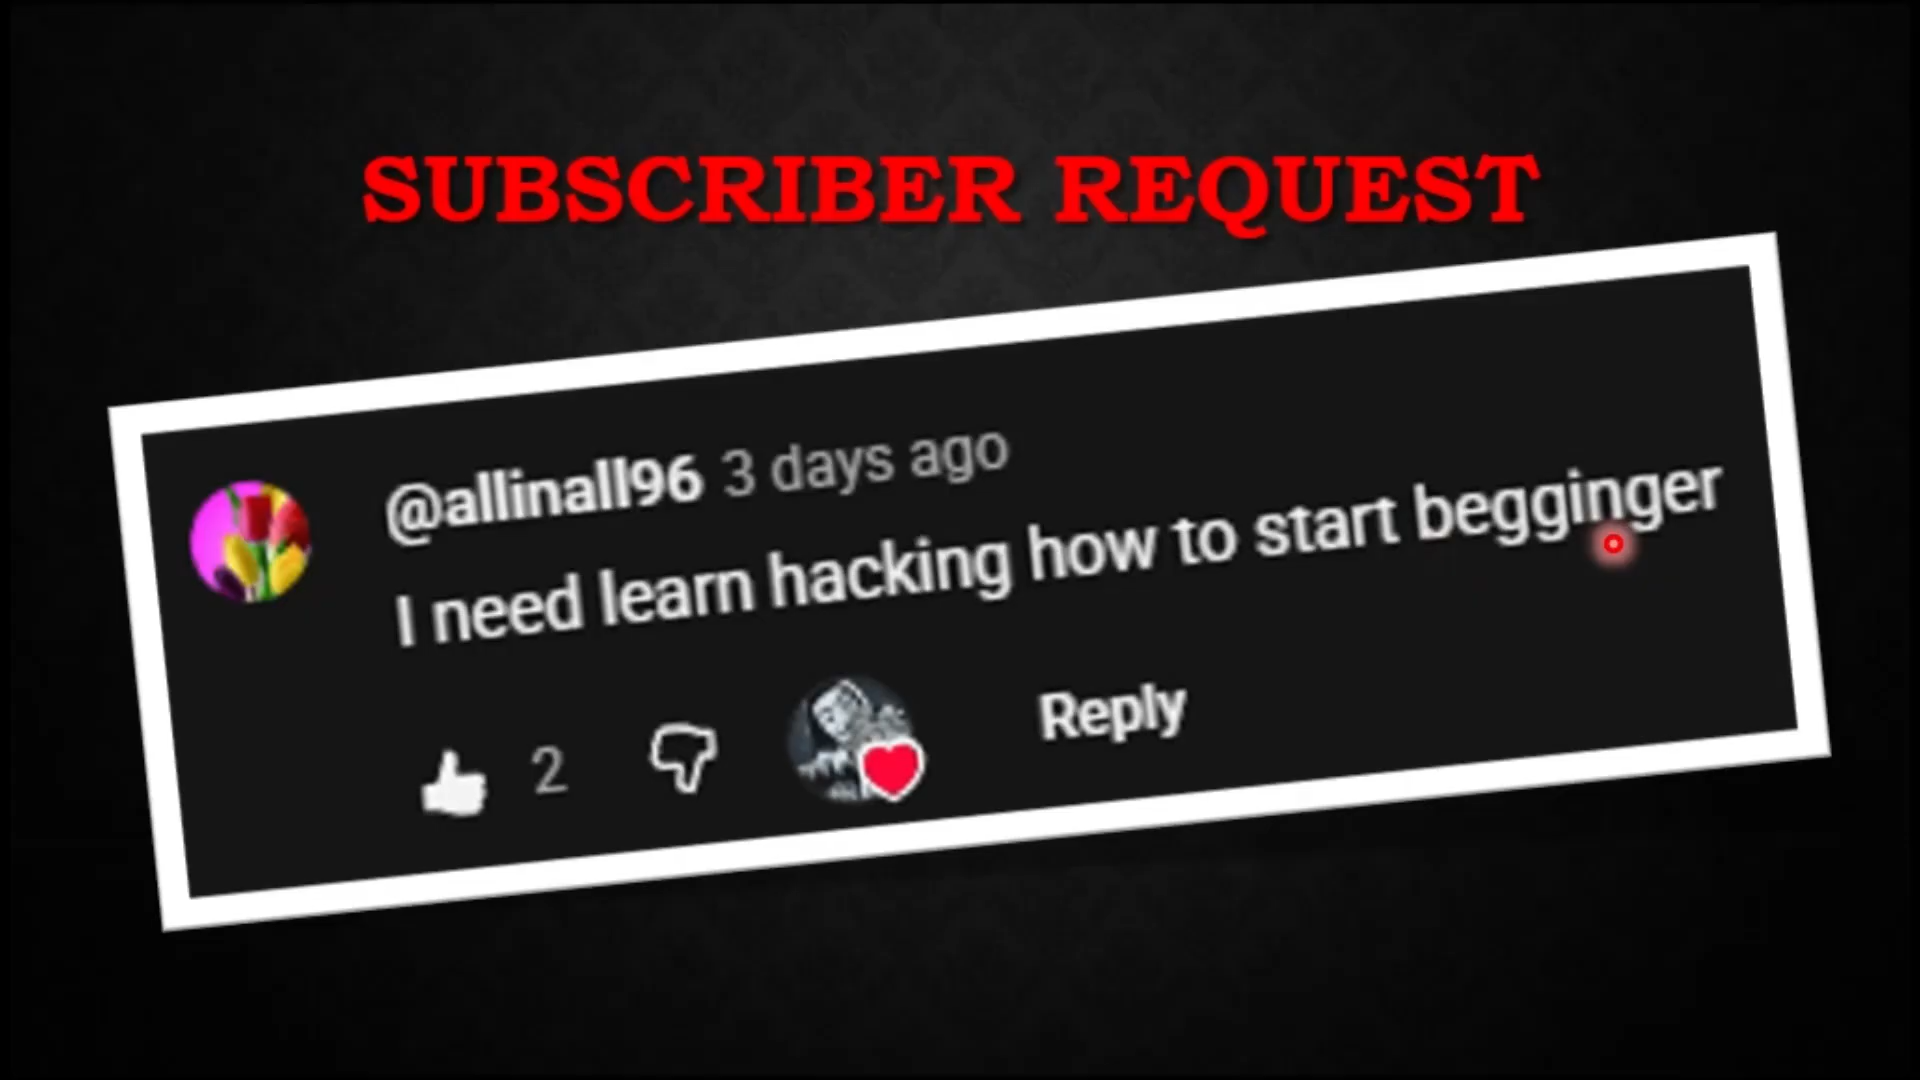 SUBSCRIBER REQUEST
@allinall96 3 days ago
I need learn hacking how to start begginger
2 Reply